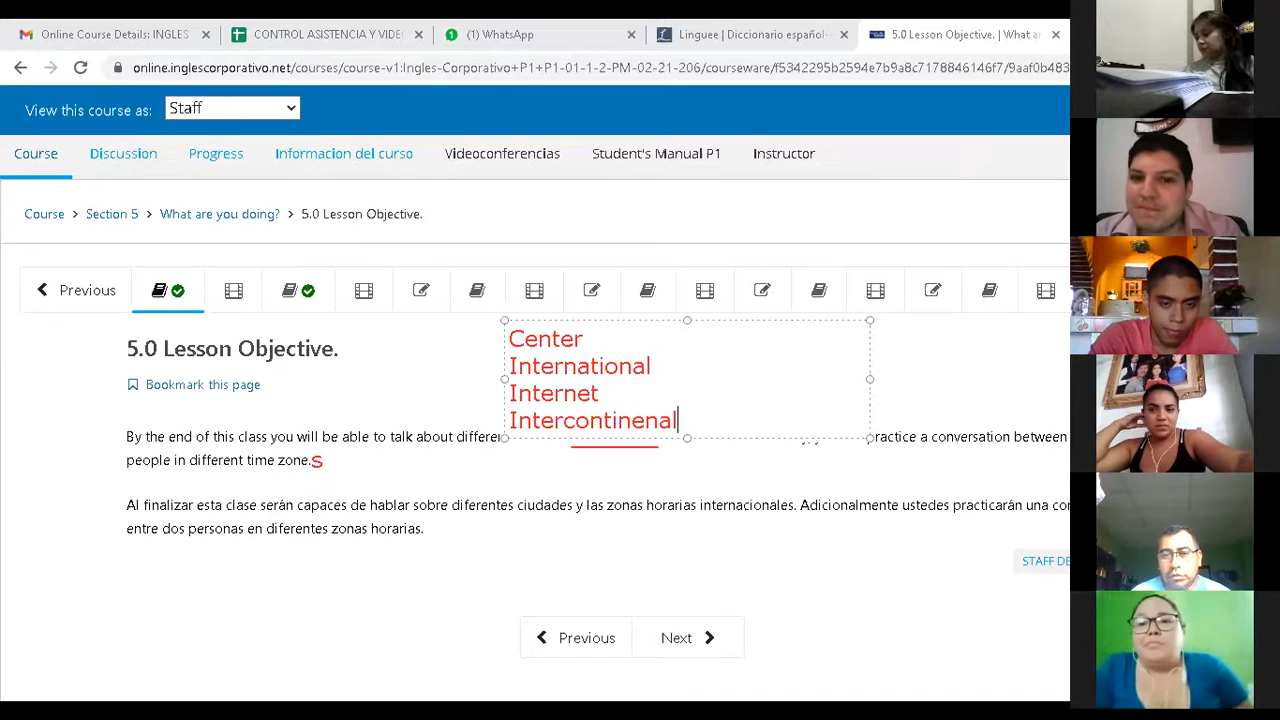 Online Course Details: INGLES
CONTROL ASISTENCIA Y VIDE
(1) WhatsApp
Linguee | Diccionario español-
5.0 Lesson Objective. | What ar
online.inglescorporativo.net/courses/course-v1:Ingles-Corporativo+P1+P1-01-1-2-PM-02-21-206/courseware/f5342295b2594e7b9a8c7178846146f7/9aaf0b483
View this course as: Staff
Course Discussion Progress Informacion del curso Videoconferencias Student's Manual P1 Instructor
Course > Section 5 > What are you doing? > 5.0 Lesson Objective.
Previous
5.0 Lesson Objective.
Bookmark this page
Center
International
Internet
Intercontinenal
By the end of this class you will be able to talk about differen ractice a conversation between
people in different time zone.s
Al finalizar esta clase serán capaces de hablar sobre diferentes ciudades y las zonas horarias internacionales. Adicionalmente ustedes practicarán una con
entre dos personas en diferentes zonas horarias.
STAFF DE
Previous Next